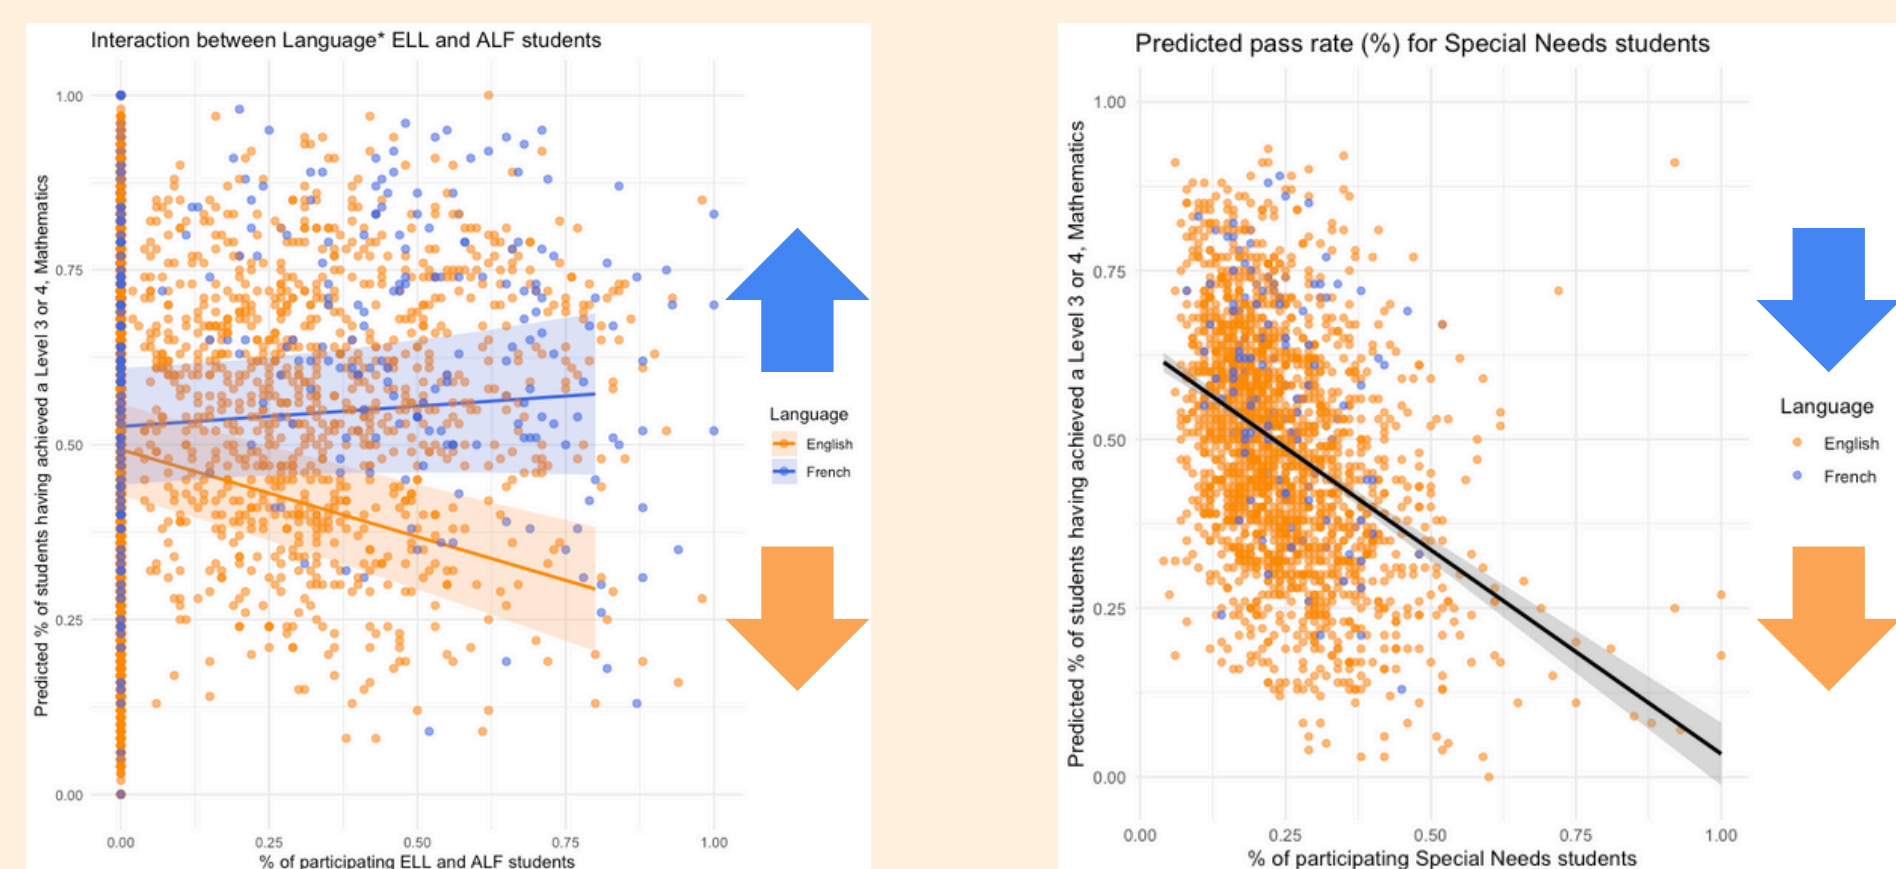 Interaction between Language* ELL and ALF students
Predicted % of students having achieved a Level 3 or 4, Mathematics
1.00
0.75
0.50
0.25
0.00
0.00 0.25 0.50 0.75 1.00
% of participating ELL and ALF students
Language
English
French
Predicted pass rate (%) for Special Needs students
Predicted % of students having achieved a Level 3 or 4, Mathematics
1.00
0.75
0.50
0.25
0.00
0.00 0.25 0.50 0.75 1.00
% of participating Special Needs students
Language
English
French